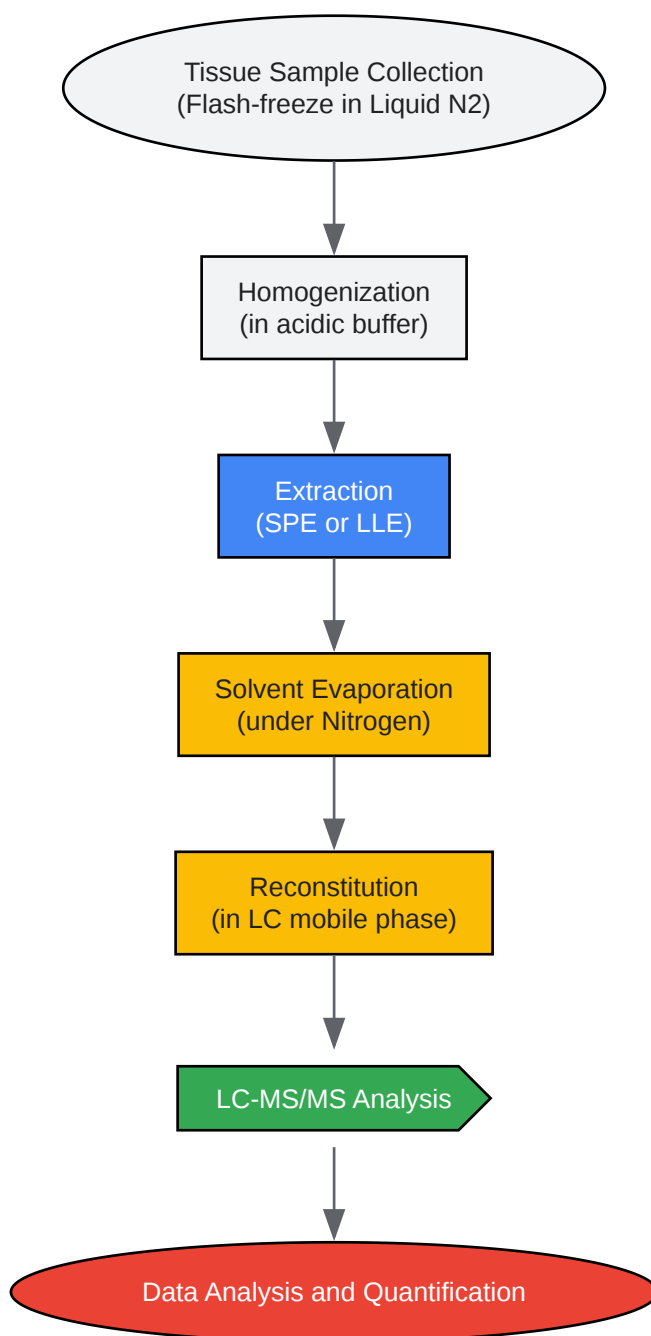 Tissue Sample Collection
(Flash-freeze in Liquid N2)
Homogenization
(in acidic buffer)
Extraction
(SPE or LLE)
Solvent Evaporation
(under Nitrogen)
Reconstitution
(in LC mobile phase)
LC-MS/MS Analysis
Data Analysis and Quantification